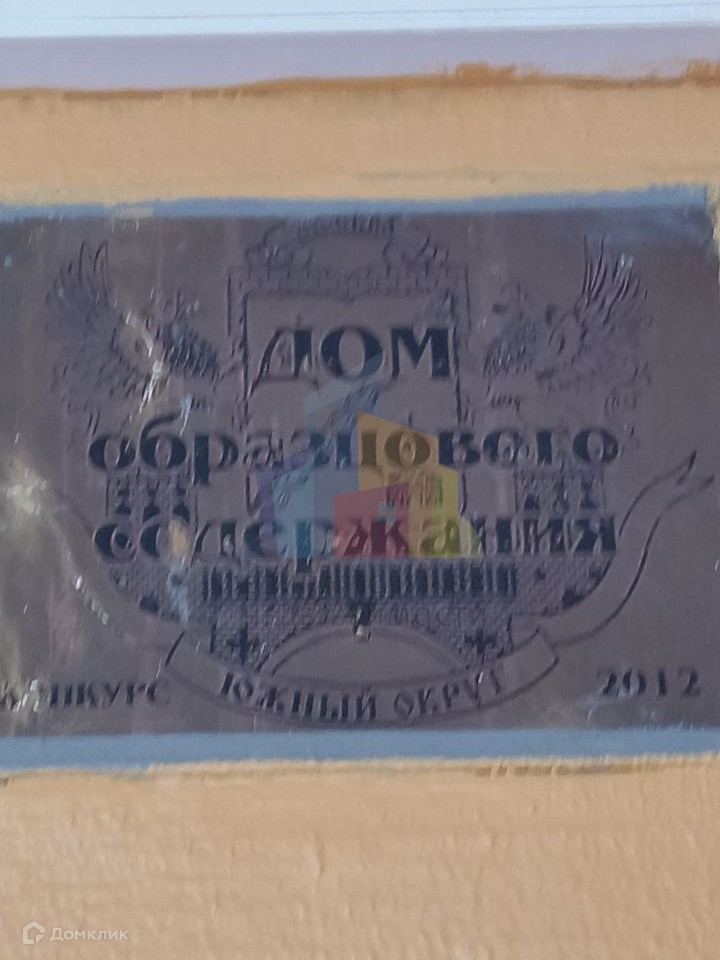 ДОМ
образцового
содержания
КОНКУРС ЮЖНЫЙ ОКРУГ 2012
Домклик